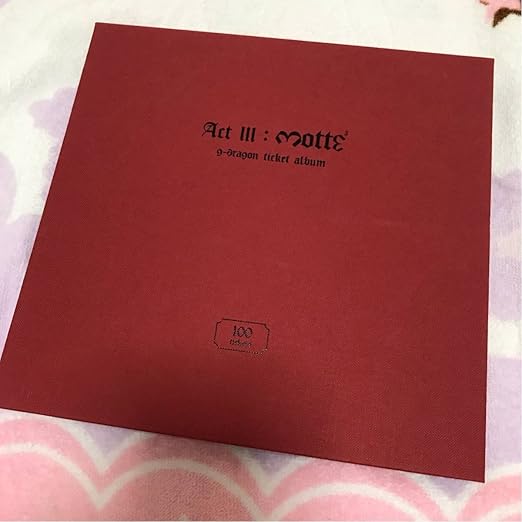 Act III : Motte
g-dragon ticket album
100
tickets